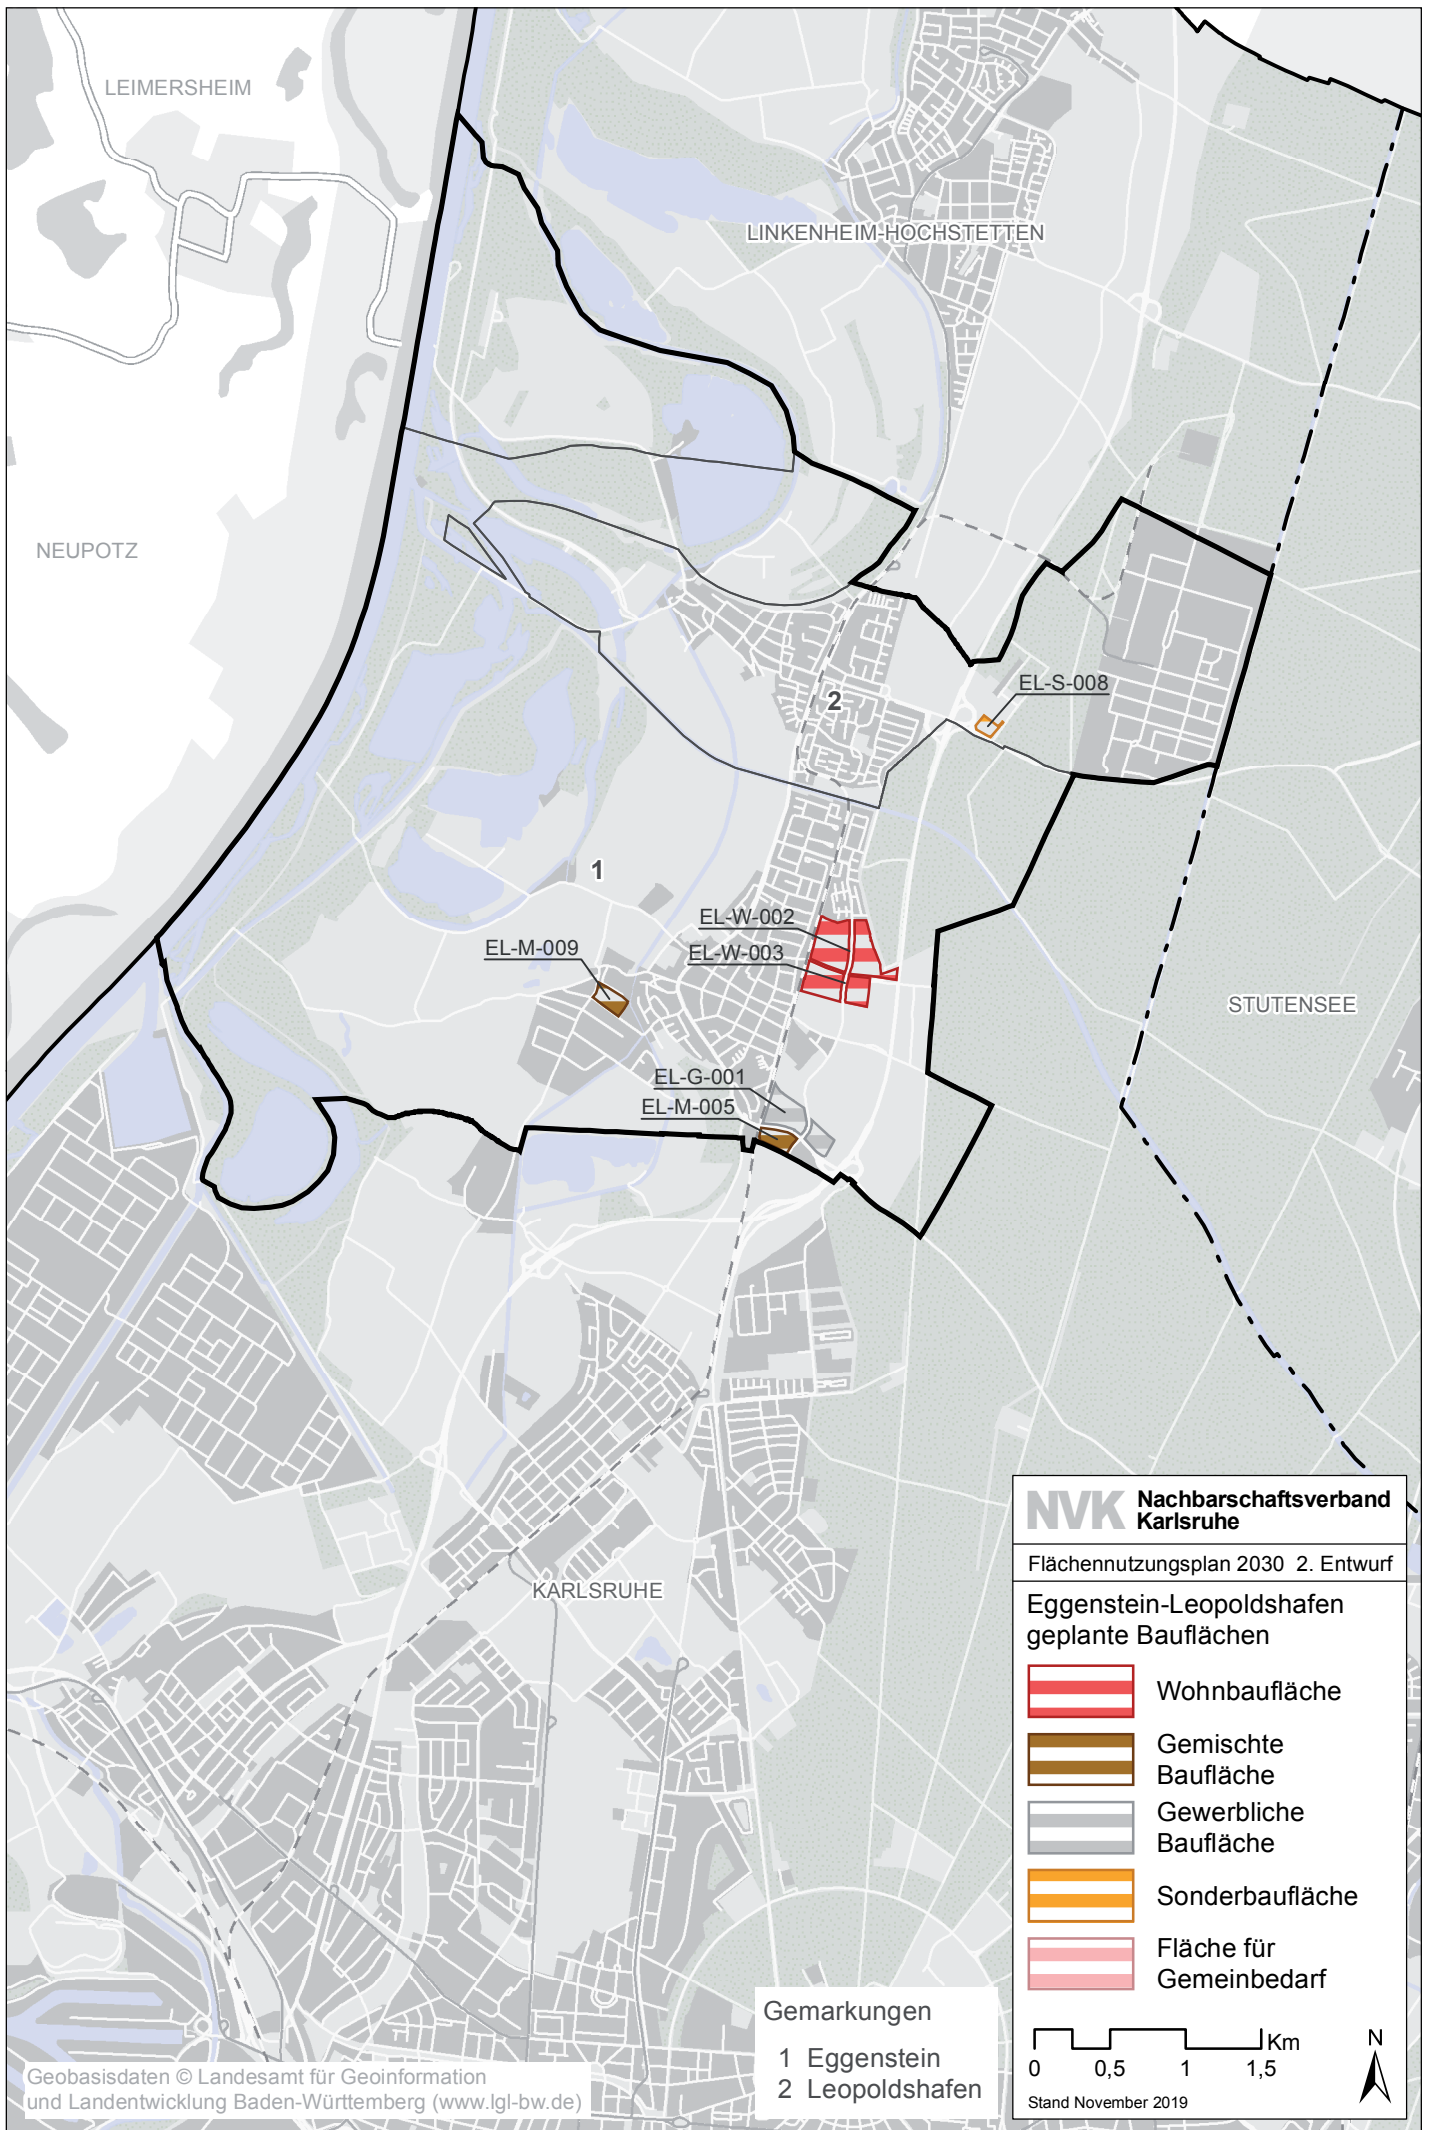 LEIMERSHEIM
LINKENHEIM-HOCHSTETTEN
NEUPOTZ
EL-S-008
2
1
EL-W-002
EL-W-003
EL-M-009
STUTENSEE
EL-G-001
EL-M-005
KARLSRUHE
NVK Nachbarschaftsverband
Karlsruhe
Flächennutzungsplan 2030 2. Entwurf
Eggenstein-Leopoldshafen
geplante Bauflächen
Wohnbaufläche
Gemischte
Baufläche
Gewerbliche
Baufläche
Sonderbaufläche
Fläche für
Gemeinbedarf
Km
0 0,5 1 1,5
N
Stand November 2019
Gemarkungen
1 Eggenstein
2 Leopoldshafen
Geobasisdaten © Landesamt für Geoinformation
und Landentwicklung Baden-Württemberg (www.lgl-bw.de)